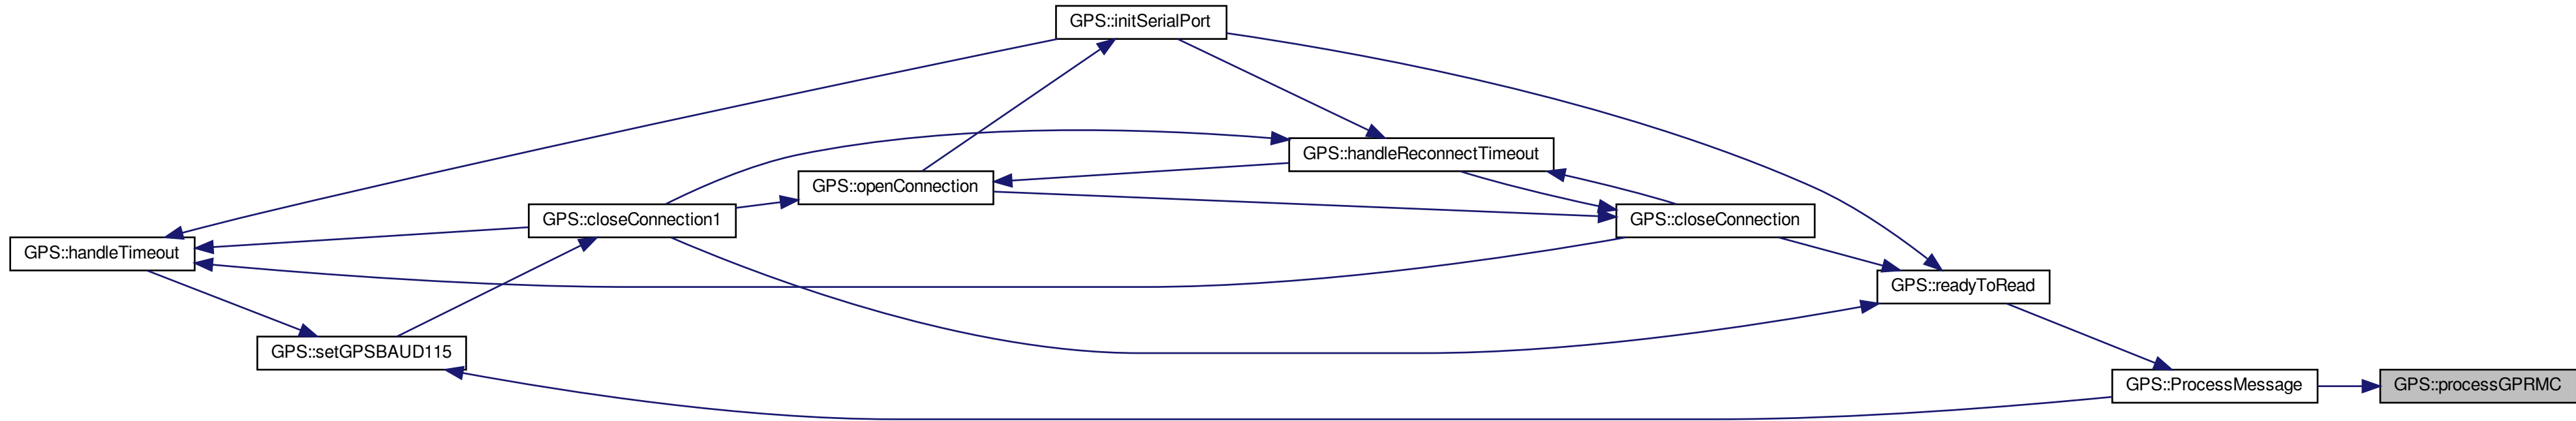 GPS::initSerialPort
GPS::handleReconnectTimeout
GPS::openConnection
GPS::closeConnection1
GPS::closeConnection
GPS::handleTimeout
GPS::readyToRead
GPS::setGPSBAUD115
GPS::ProcessMessage
GPS::processGPRMC